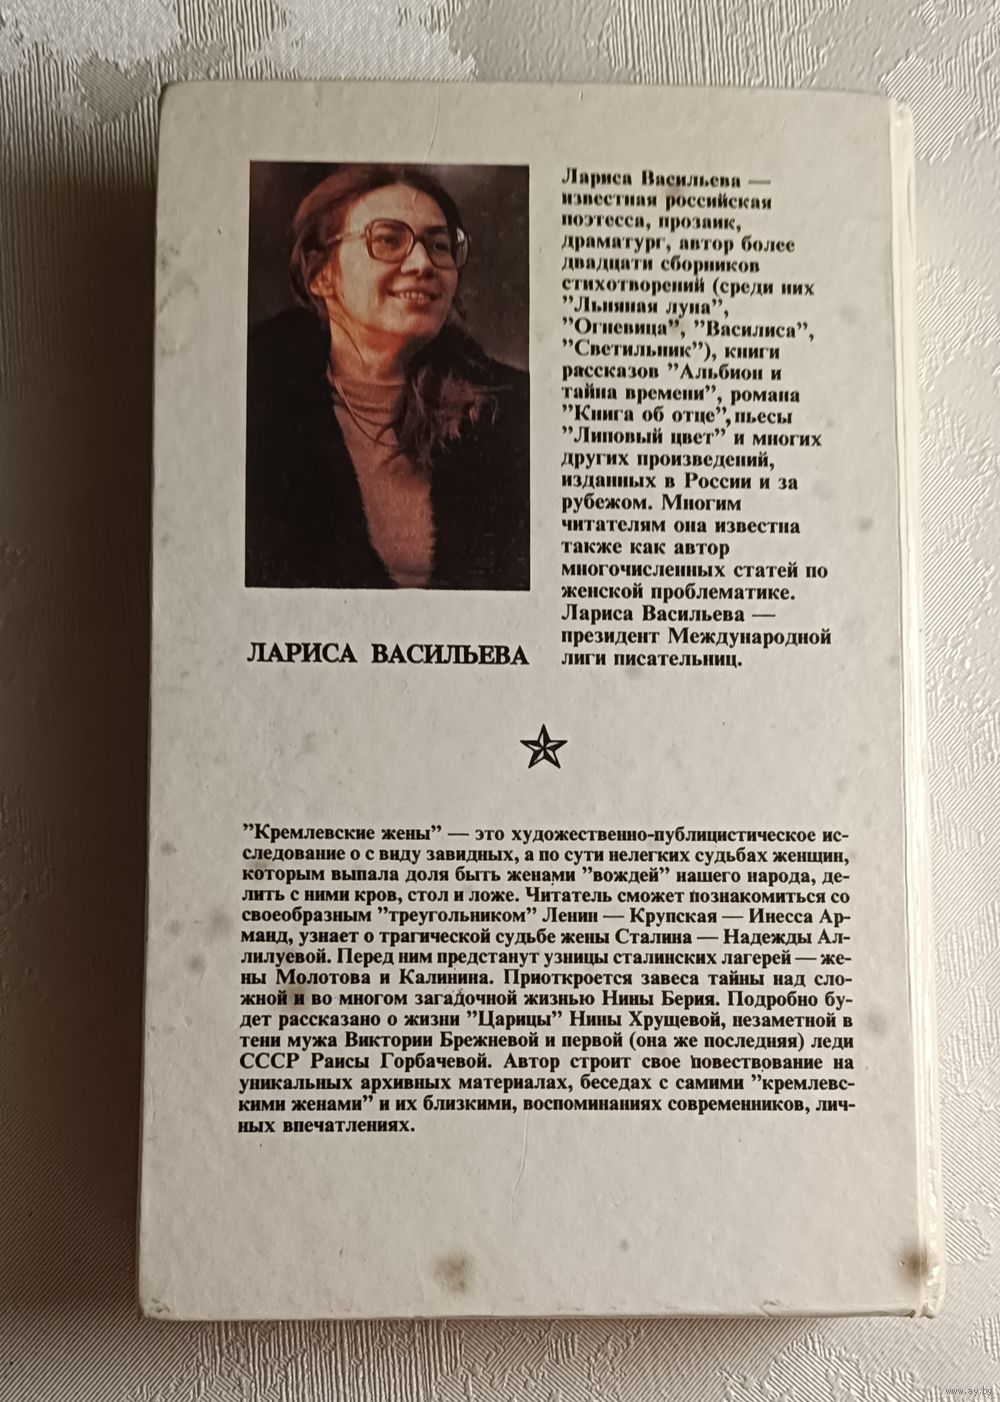 Лариса Васильева —
известная российская
поэтесса, прозаик,
драматург, автор более
двадцати сборников
стихотворений (среди них
"Льняная луна",
"Огневица", "Василиса",
"Светильник"), книги
рассказов "Альбион и
тайна времени", романа
"Книга об отце", пьесы
"Липовый цвет" и многих
других произведений,
изданных в России и за
рубежом. Многим
читателям она известна
также как автор
многочисленных статей по
женской проблематике.
Лариса Васильева —
президент Международной
лиги писательниц.
ЛАРИСА ВАСИЛЬЕВА
"Кремлевские жены" — это художественно-публицистическое ис-
следование о с виду завидных, а по сути нелегких судьбах женщин,
которым выпала доля быть женами "вождей" нашего народа, де-
лить с ними кров, стол и ложе. Читатель сможет познакомиться со
своеобразным "треугольником" Ленин — Крупская — Инесса Ар-
манд, узнает о трагической судьбе жены Сталина — Надежды Ал-
лилуевой. Перед ним предстанут узницы сталинских лагерей — же-
ны Молотова и Калинина. Приоткроется завеса тайны над сло-
жной и во многом загадочной жизнью Нины Берия. Подробно бу-
дет рассказано о жизни "Царицы" Нины Хрущевой, незаметной в
тени мужа Виктории Брежневой и первой (она же последняя) леди
СССР Раисы Горбачевой. Автор строит свое повествование на
уникальных архивных материалах, беседах с самими "кремлевс-
кими женами" и их близкими, воспоминаниях современников, лич-
ных впечатлениях.
www.ay.by